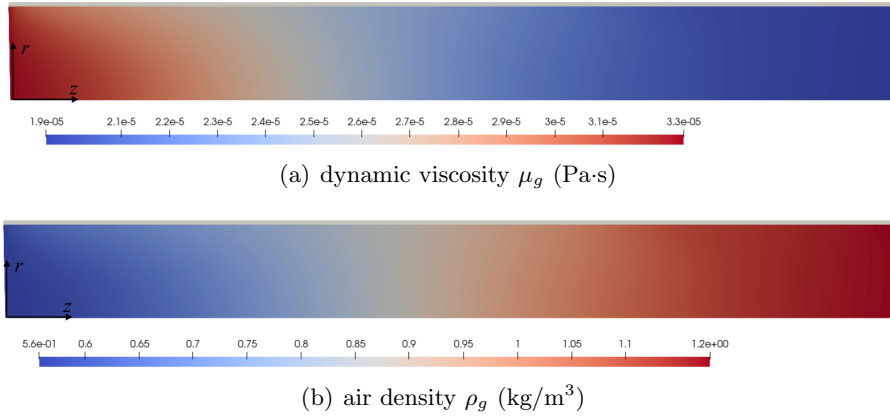 r
z
1.9e-05 2.1e-5 2.2e-5 2.3e-5 2.4e-5 2.5e-5 2.6e-5 2.7e-5 2.8e-5 2.9e-5 3e-5 3.1e-5 3.3e-05
(a) dynamic viscosity μg (Pa·s)
r
z
5.6e-01 0.6 0.65 0.7 0.75 0.8 0.85 0.9 0.95 1 1.05 1.1 1.2e+00
(b) air density ρg (kg/m³)